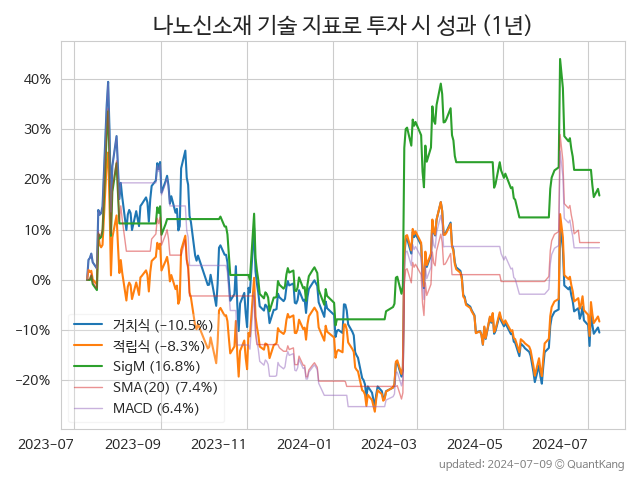 나노신소재 기술 지표로 투자 시 성과 (1년)
40%
30%
20%
10%
0%
−10%
−20%
거치식 (−10.5%)
적립식 (−8.3%)
SigM (16.8%)
SMA(20) (7.4%)
MACD (6.4%)
2023-07
2023-09
2023-11
2024-01
2024-03
2024-05
2024-07
updated: 2024-07-09 © QuantKang